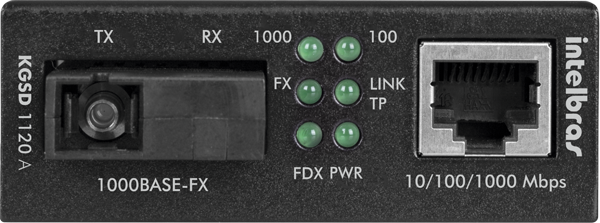 KGSD 1120 A
TX RX
1000BASE-FX
1000 100
FX LINK
TP
FDX PWR
10/100/1000 Mbps
intelbras